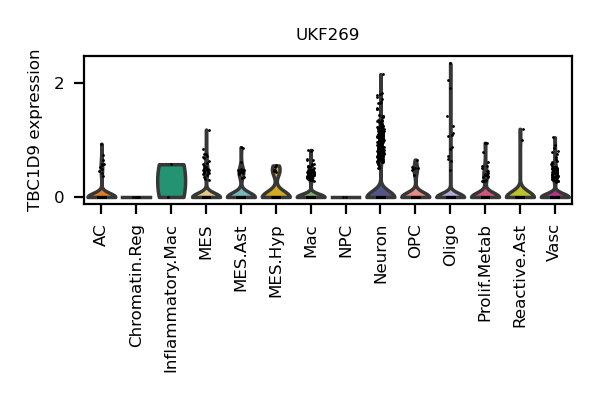 UKF269
TBC1D9 expression
2
0
AC
Chromatin.Reg
Inflammatory.Mac
MES
MES.Ast
MES.Hyp
Mac
NPC
Neuron
OPC
Oligo
Prolif.Metab
Reactive.Ast
Vasc